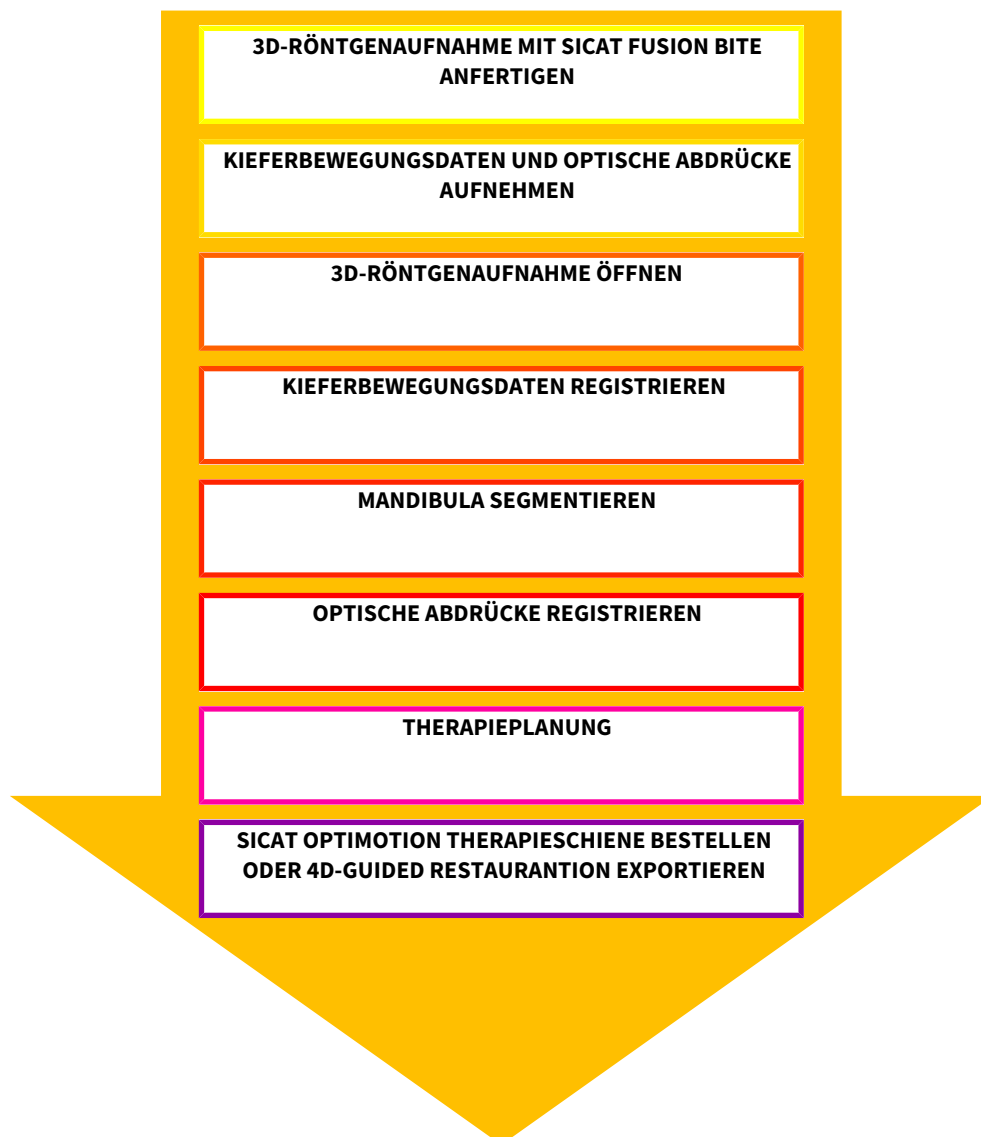 3D-RÖNTGENAUFNAHME MIT SICAT FUSION BITE
ANFERTIGEN
KIEFERBEWEGUNGSDATEN UND OPTISCHE ABDRÜCKE
AUFNEHMEN
3D-RÖNTGENAUFNAHME ÖFFNEN
KIEFERBEWEGUNGSDATEN REGISTRIEREN
MANDIBULA SEGMENTIEREN
OPTISCHE ABDRÜCKE REGISTRIEREN
THERAPIEPLANUNG
SICAT OPTIMOTION THERAPIESCHIENE BESTELLEN
ODER 4D-GUIDED RESTAURANTION EXPORTIEREN